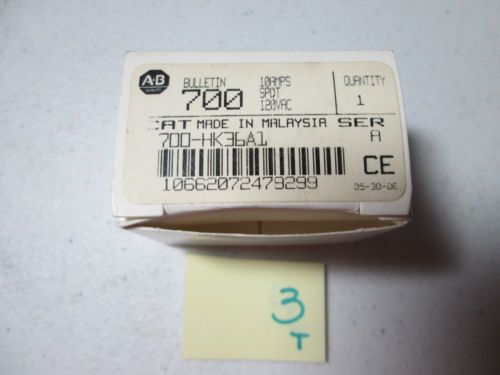 A-B
QUALITY
BULLETIN 700
10AMPS
SPDT
120VAC
QUANTITY
1
CAT MADE IN MALAYSIA SER
700-HK36A1 A
CE
10662072479299
05-30-06
3
T